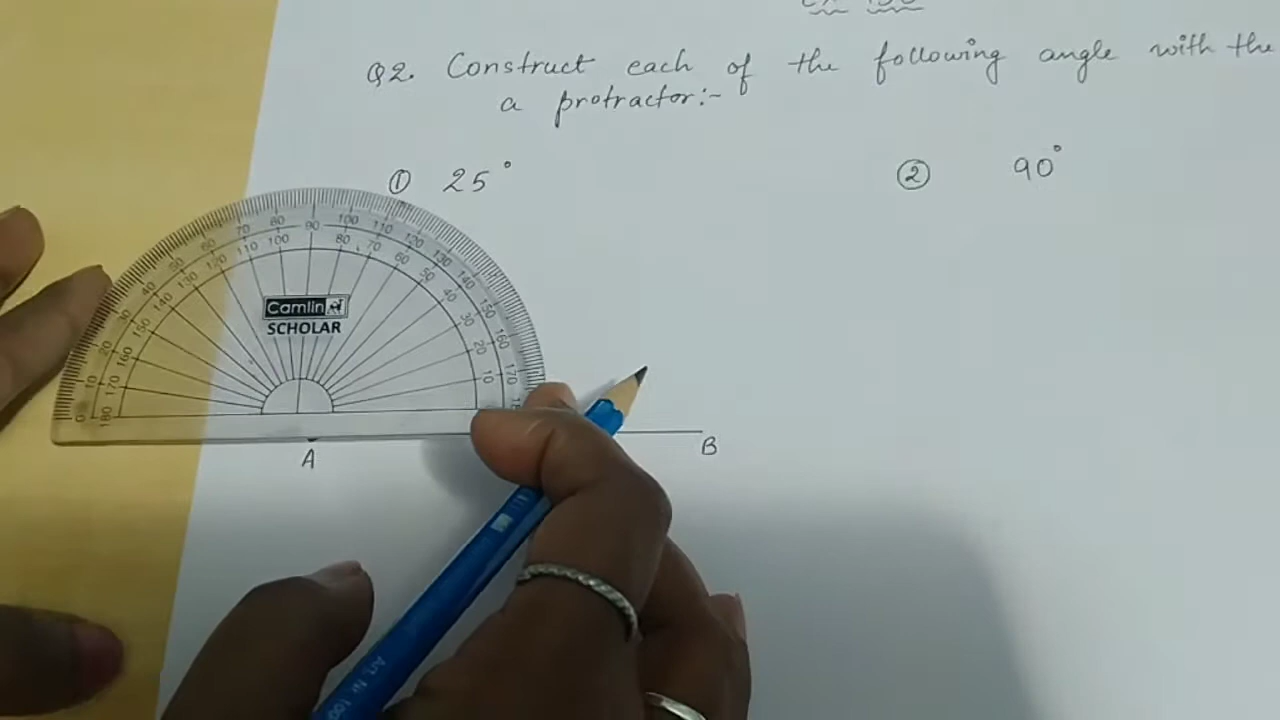 Q2. Construct each of the following angle with the
a protractor:-
① 25°
② 90°
Camlin
SCHOLAR
A
B